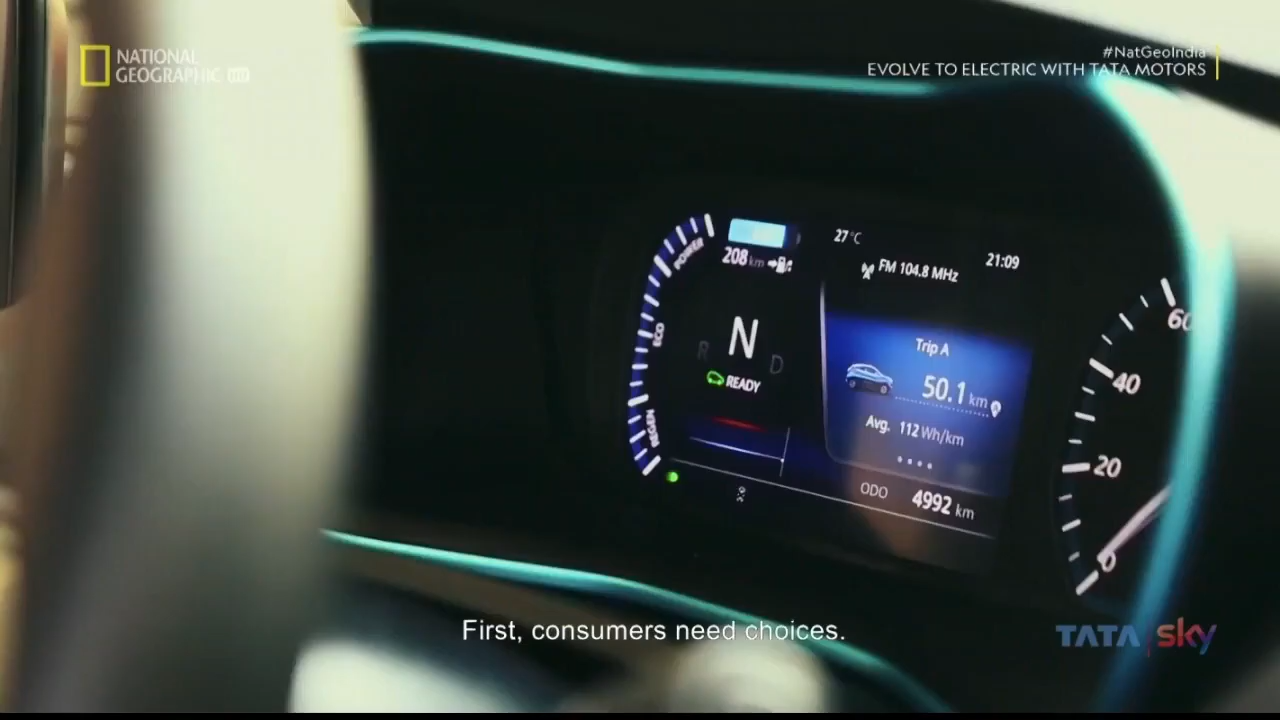 NATIONAL
GEOGRAPHIC HD
#NatGeoIndia
EVOLVE TO ELECTRIC WITH TATA MOTORS
POWER
ECO
REGEN
208 km
27°C
FM 104.8 MHz
21:09
R N D
READY
Trip A
50.1 km
Avg. 112 Wh/km
ODO 4992 km
60
40
20
0
First, consumers need choices.
TATA sky